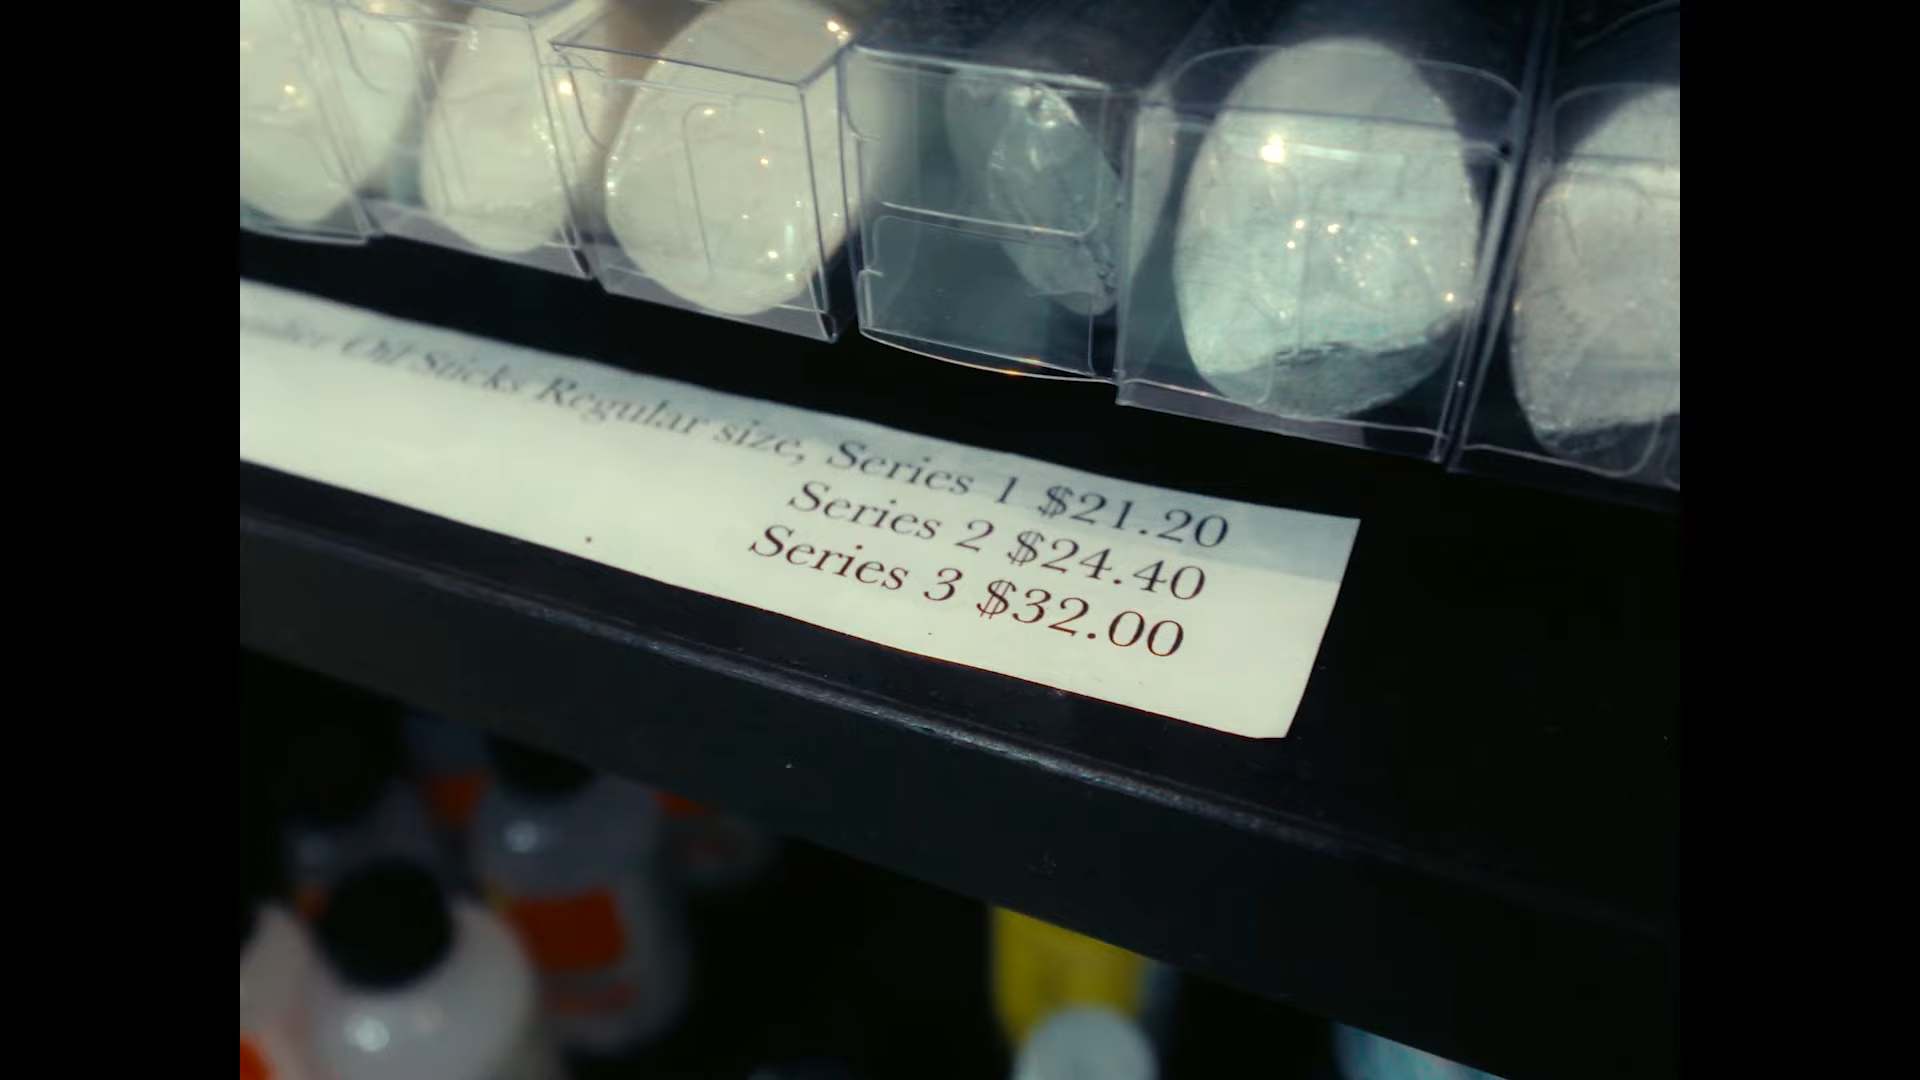 Oil Sticks Regular size, Series 1 $21.20
Series 2 $24.40
Series 3 $32.00